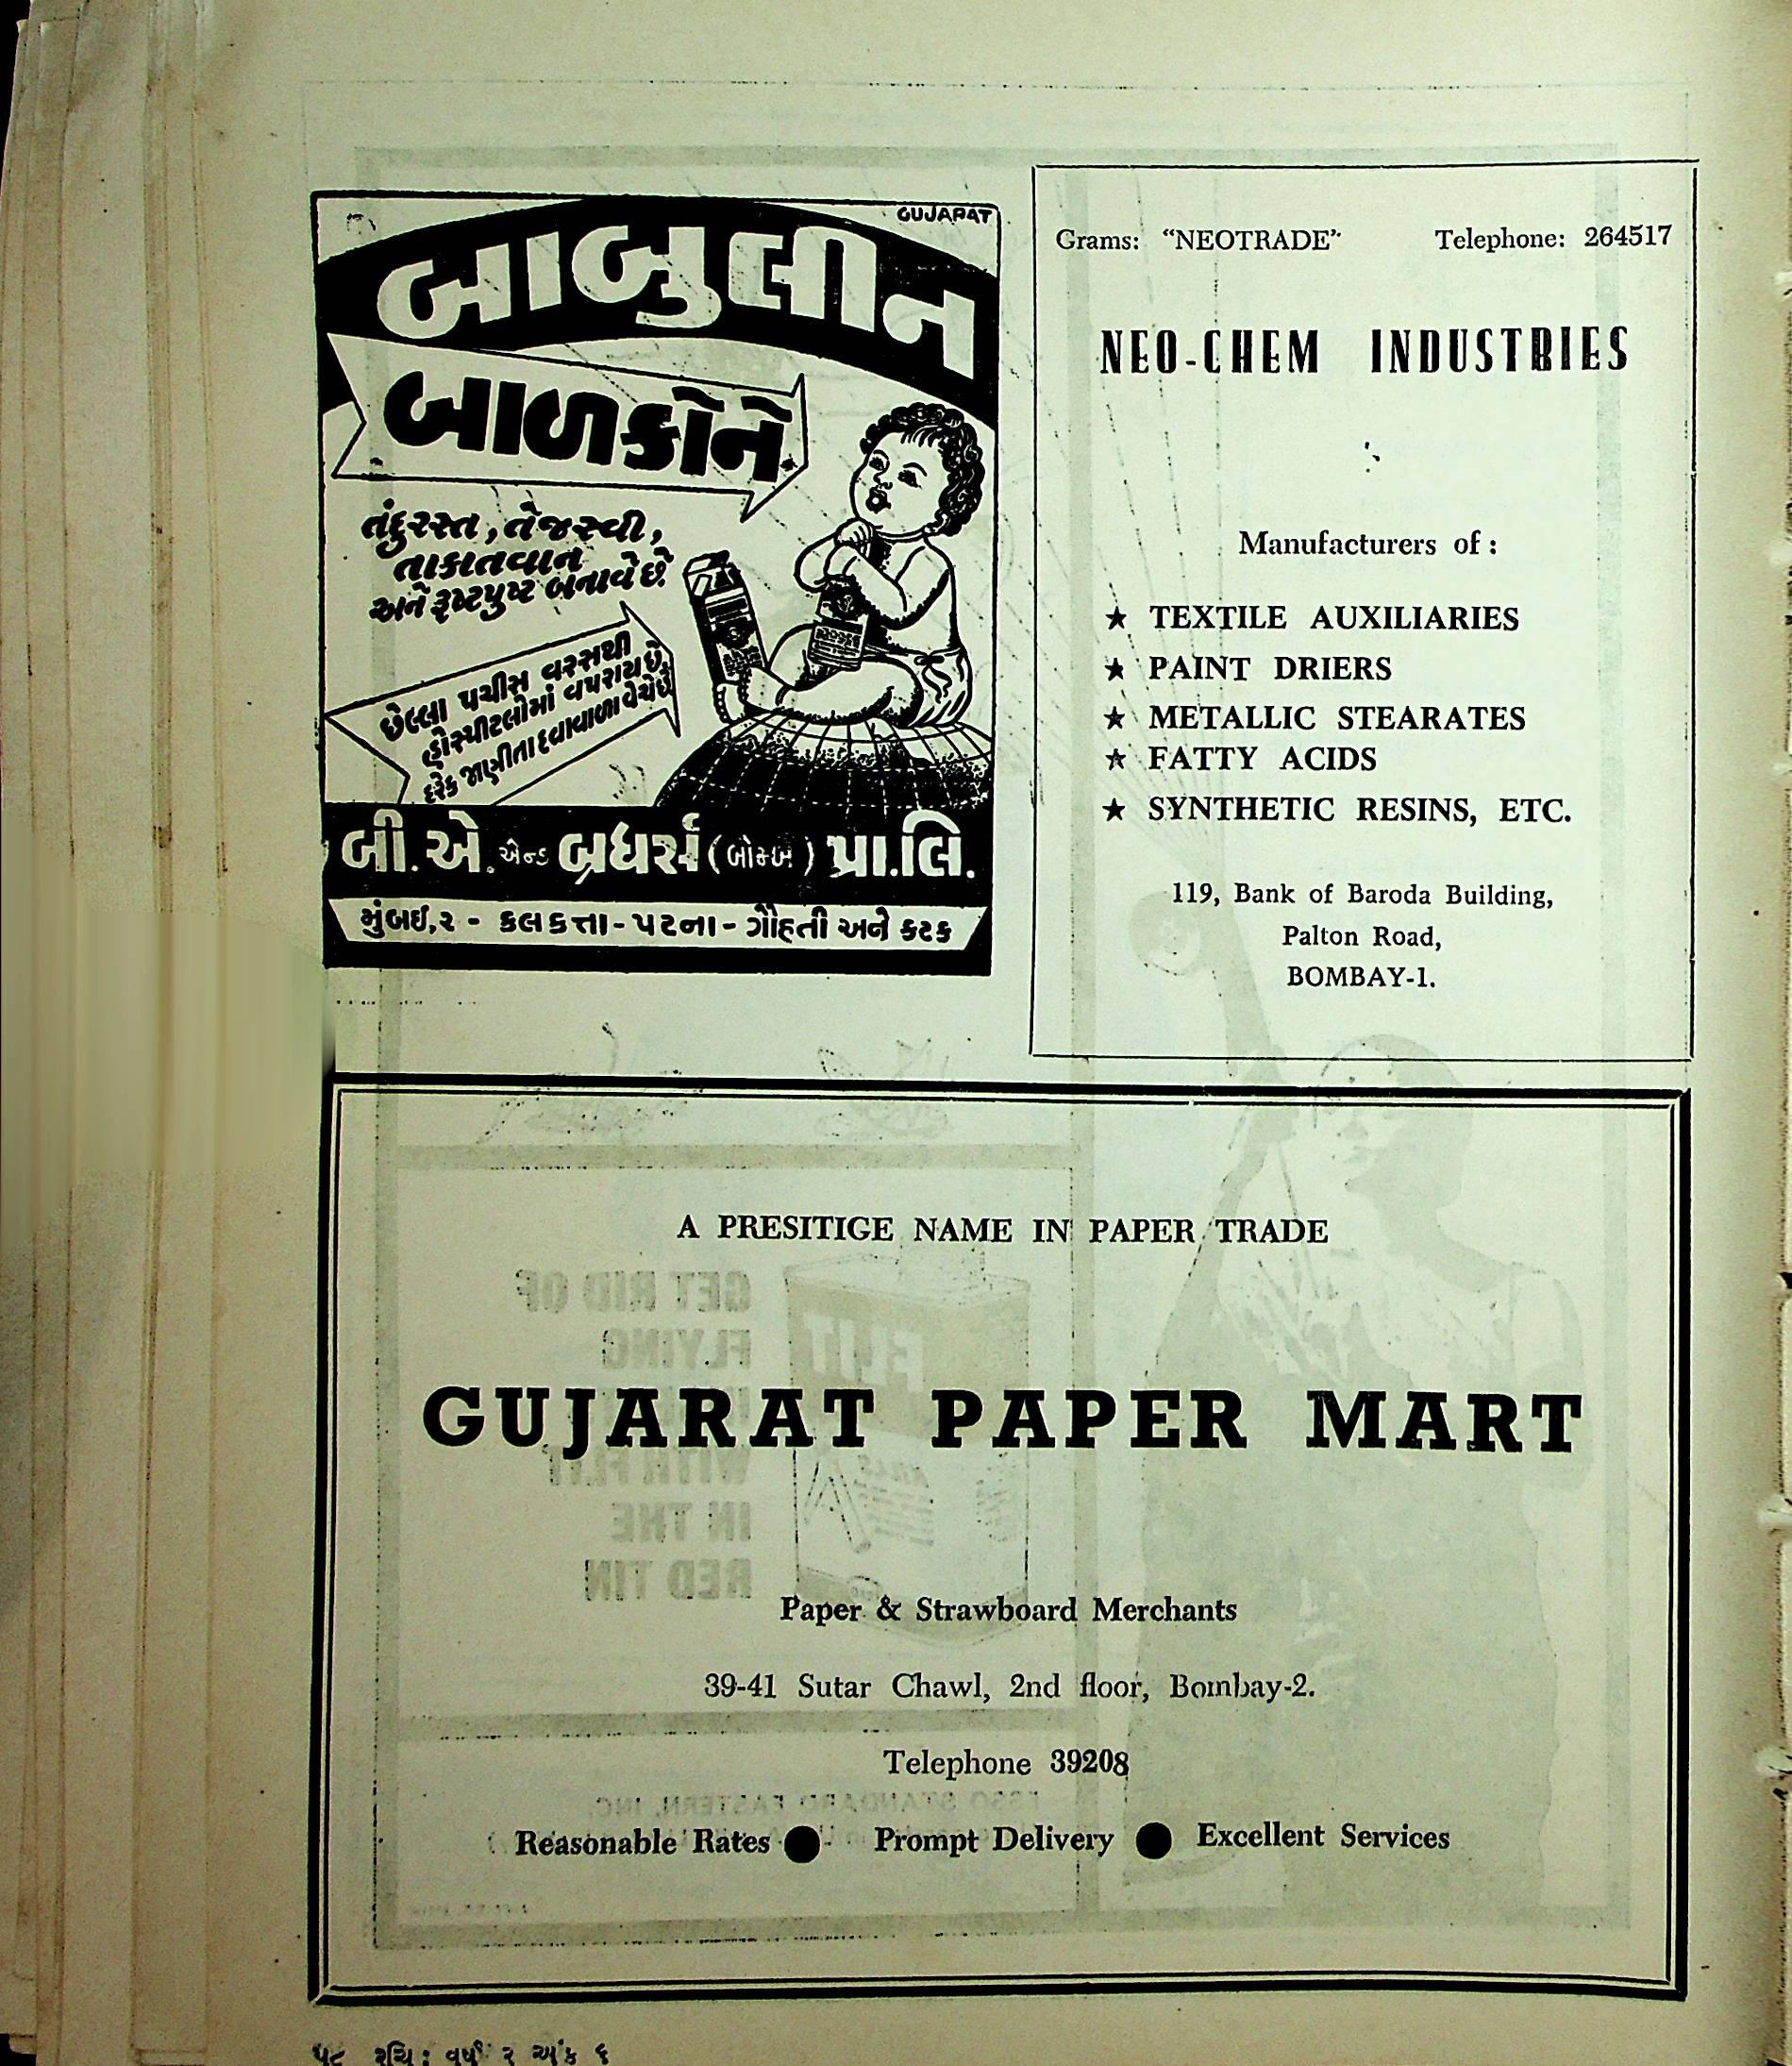 GUJARAT
બાબુલીન
બાળકોને
તંદુરસ્ત, તેજસ્વી,
તાકાતવાન
અને રૂષ્ટપુષ્ટ બનાવે છે.
છેલ્લા પચીસ વરસથી
હોસ્પીટલોમાં વપરાય છે.
દરેક જાણીતા દવાવાળા વેચે છે
બી. એ. એન્ડ બ્રધર્સ (બોમ્બે) પ્રા. લિ.
મુંબઈ, ૨ - કલકત્તા - પટના - ગૌહતી અને કટક
Grams: "NEOTRADE" Telephone: 264517
NEO-CHEM INDUSTRIES
Manufacturers of :
★ TEXTILE AUXILIARIES
★ PAINT DRIERS
★ METALLIC STEARATES
★ FATTY ACIDS
★ SYNTHETIC RESINS, ETC.
119, Bank of Baroda Building,
Palton Road,
BOMBAY-1.
A PRESITIGE NAME IN PAPER TRADE
GUJARAT PAPER MART
Paper & Strawboard Merchants
39-41 Sutar Chawl, 2nd floor, Bombay-2.
Telephone 39208
Reasonable Rates ● Prompt Delivery ● Excellent Services
રુચિ : વર્ષ ૨ અંક ૬